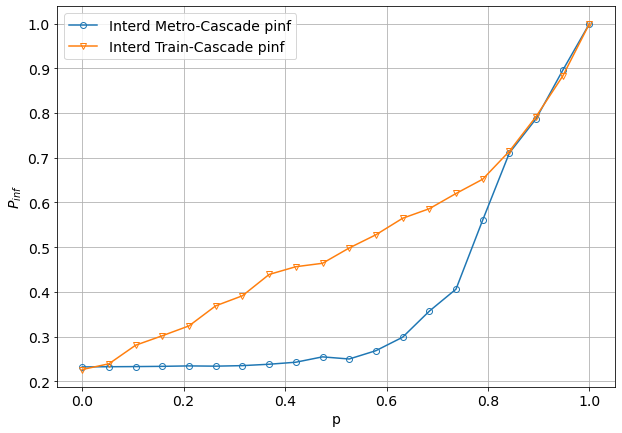 Interd Metro-Cascade pinf
Interd Train-Cascade pinf
1.0
0.9
0.8
0.7
0.6
0.5
0.4
0.3
0.2
P_inf
0.0 0.2 0.4 0.6 0.8 1.0
p